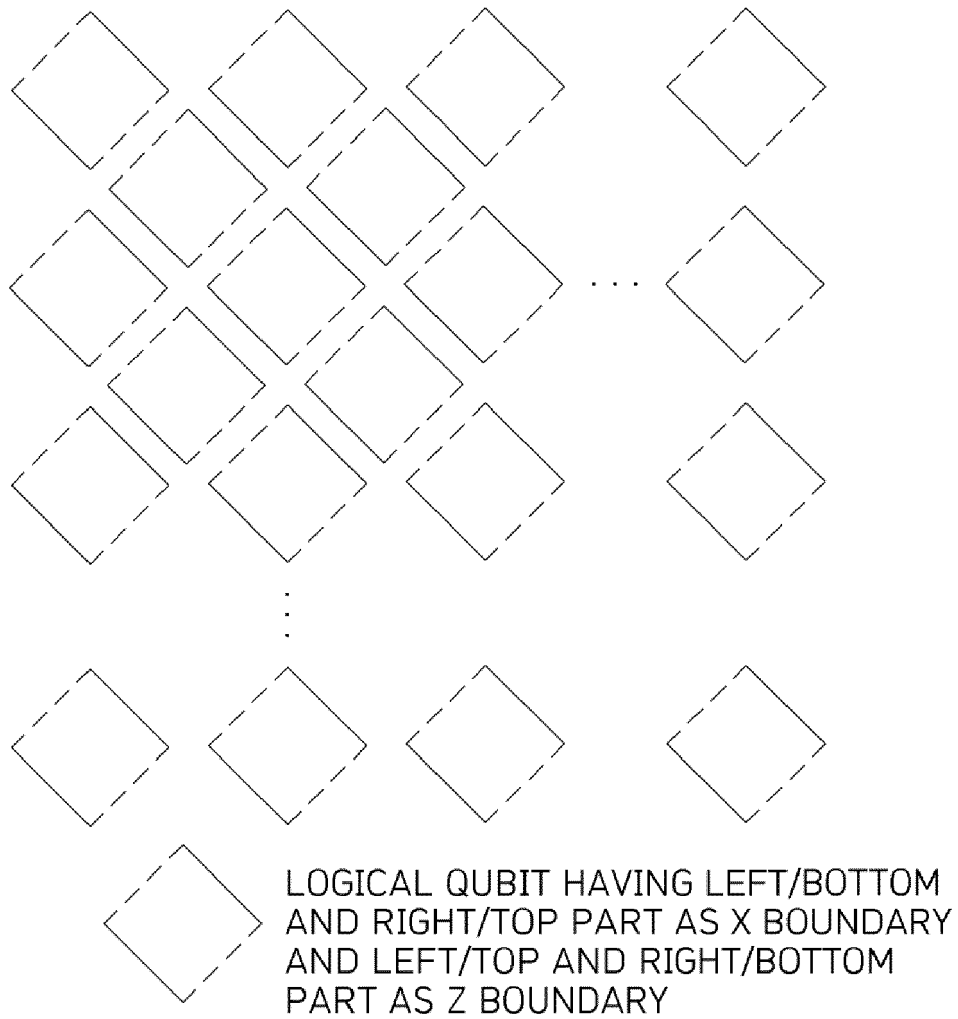 LOGICAL QUBIT HAVING LEFT/BOTTOM
AND RIGHT/TOP PART AS X BOUNDARY
AND LEFT/TOP AND RIGHT/BOTTOM
PART AS Z BOUNDARY